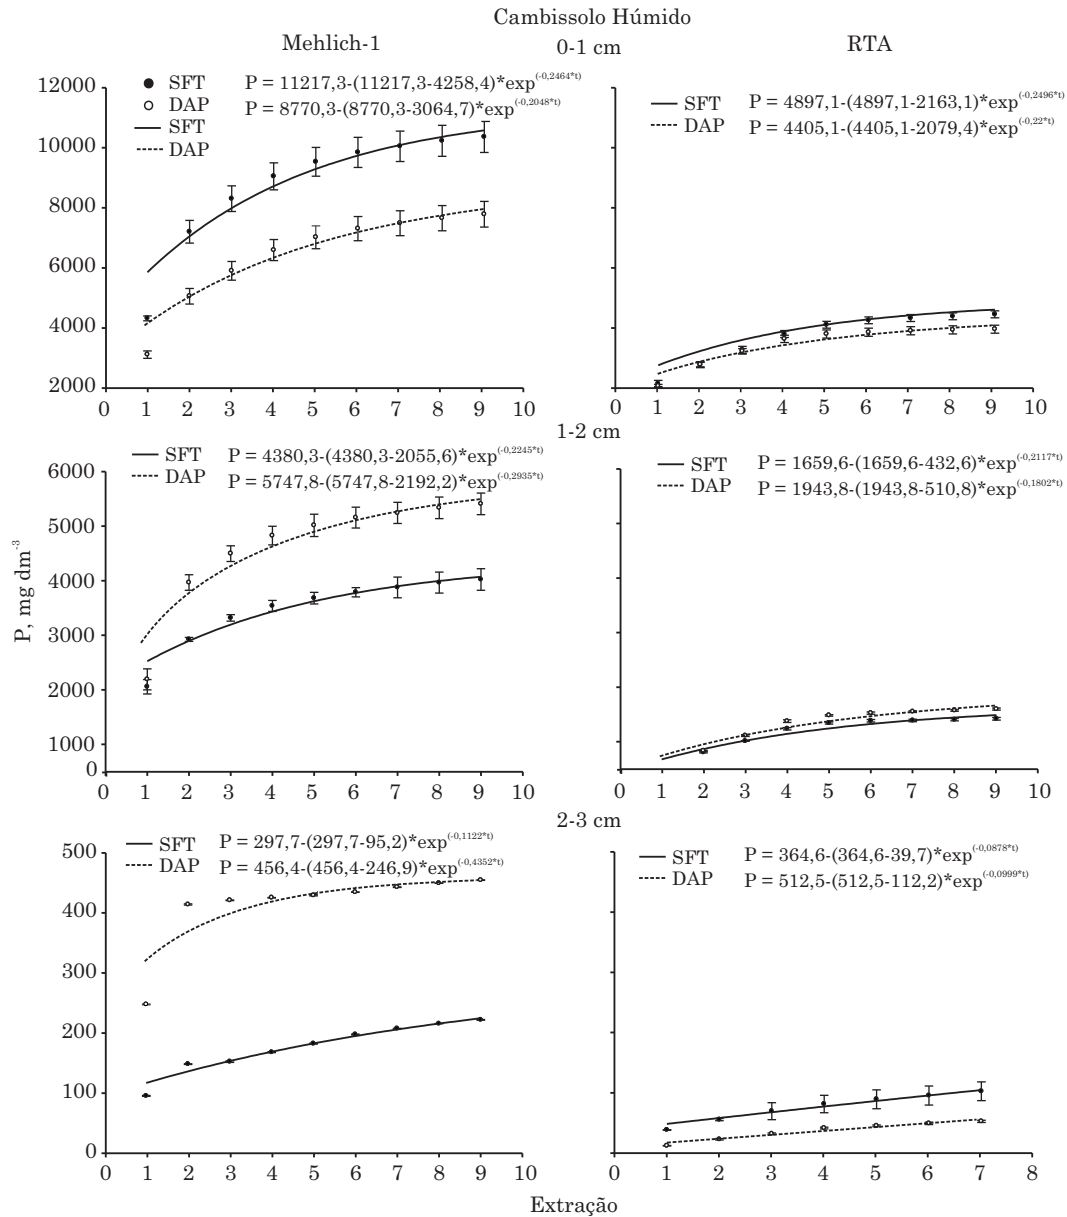 Cambissolo Húmido
Mehlich-1
0-1 cm
RTA
SFT P = 11217,3-(11217,3-4258,4)*exp(-0,2464*t)
DAP P = 8770,3-(8770,3-3064,7)*exp(-0,2048*t)
SFT
DAP
12000
10000
8000
6000
4000
2000
0 1 2 3 4 5 6 7 8 9 10
SFT P = 4897,1-(4897,1-2163,1)*exp(-0,2496*t)
DAP P = 4405,1-(4405,1-2079,4)*exp(-0,22*t)
0 1 2 3 4 5 6 7 8 9 10
1-2 cm
SFT P = 4380,3-(4380,3-2055,6)*exp(-0,2245*t)
DAP P = 5747,8-(5747,8-2192,2)*exp(-0,2935*t)
6000
5000
4000
3000
2000
1000
0
0 1 2 3 4 5 6 7 8 9 10
P, mg dm-3
SFT P = 1659,6-(1659,6-432,6)*exp(-0,2117*t)
DAP P = 1943,8-(1943,8-510,8)*exp(-0,1802*t)
0 1 2 3 4 5 6 7 8 9 10
2-3 cm
SFT P = 297,7-(297,7-95,2)*exp(-0,1122*t)
DAP P = 456,4-(456,4-246,9)*exp(-0,4352*t)
500
400
300
200
100
0
0 1 2 3 4 5 6 7 8 9 10
SFT P = 364,6-(364,6-39,7)*exp(-0,0878*t)
DAP P = 512,5-(512,5-112,2)*exp(-0,0999*t)
0 1 2 3 4 5 6 7 8
Extração